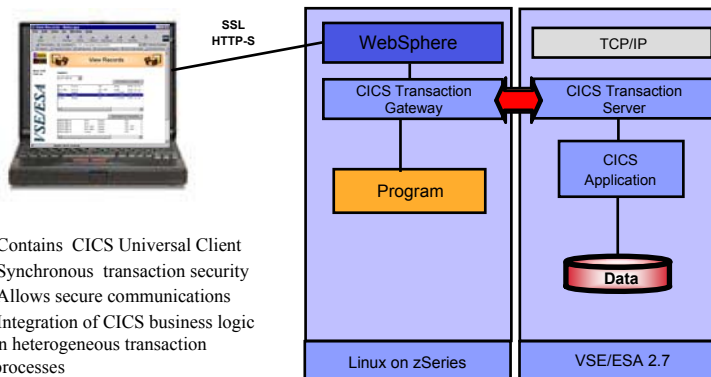 SSL
HTTP-S
WebSphere
TCP/IP
View Records
VSE/ESA
CICS Transaction
Gateway
CICS Transaction
Server
CICS
Application
Program
Data
Contains CICS Universal Client
Synchronous transaction security
Allows secure communications
Integration of CICS business logic
n heterogeneous transaction
processes
Linux on zSeries
VSE/ESA 2.7